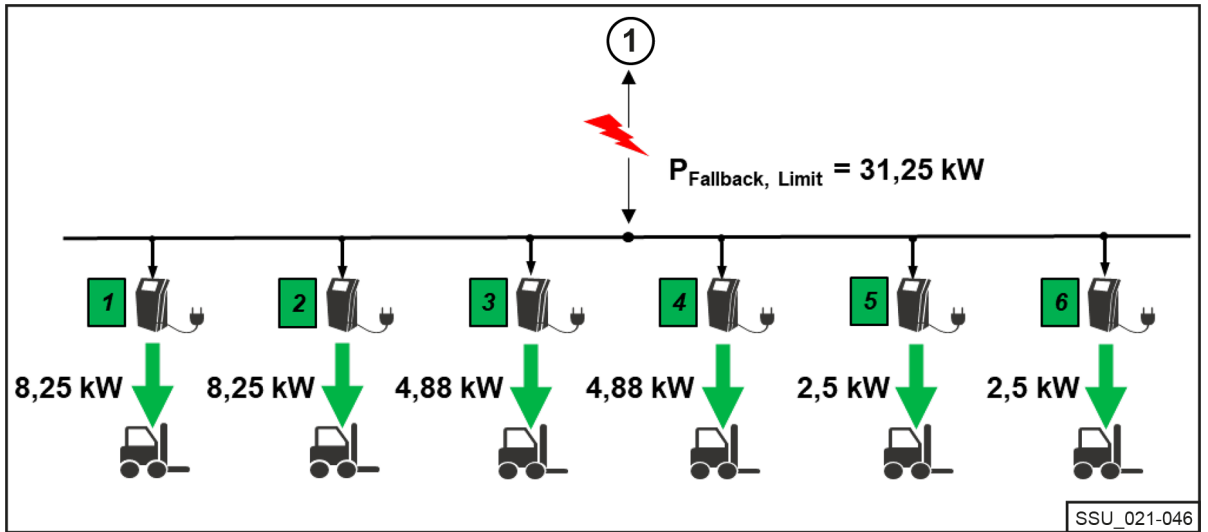 1
P Fallback, Limit = 31,25 kW
1 2 3 4 5 6
8,25 kW 8,25 kW 4,88 kW 4,88 kW 2,5 kW 2,5 kW
SSU_021-046